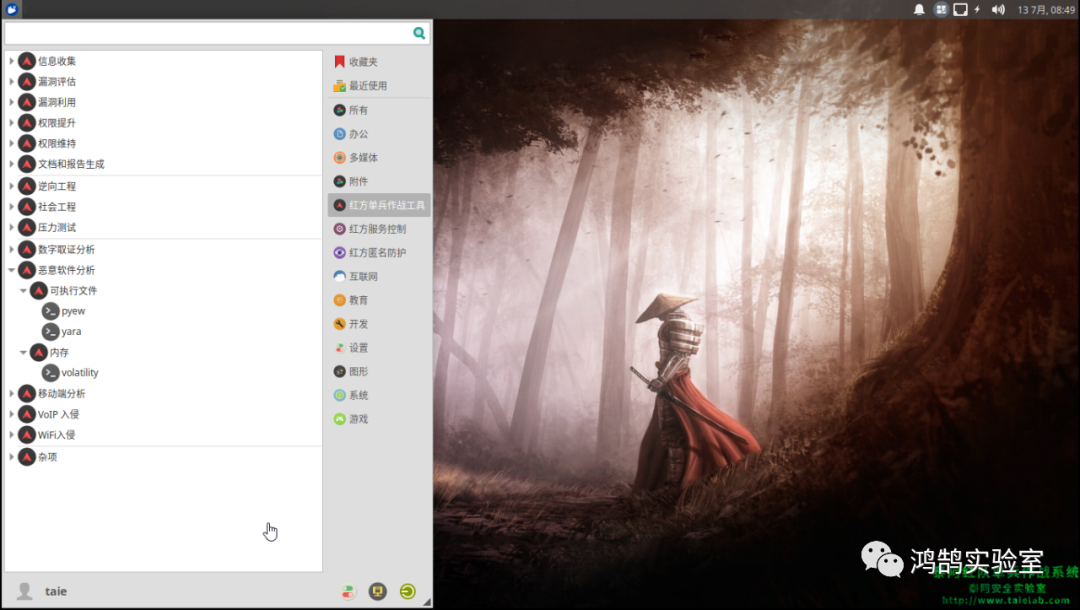 13 7月, 08:49
信息收集
漏洞评估
漏洞利用
权限提升
权限维持
文档和报告生成
逆向工程
社会工程
压力测试
数字取证分析
恶意软件分析
可执行文件
pyew
yara
内存
volatility
移动端分析
VoIP 入侵
WiFi入侵
杂项
taie
收藏夹
最近使用
所有
办公
多媒体
附件
红方单兵作战工具
红方服务控制
红方匿名防护
互联网
教育
开发
设置
图形
系统
游戏
鸿鹄实验室
泰阿安全实验室
http://www.taielab.com